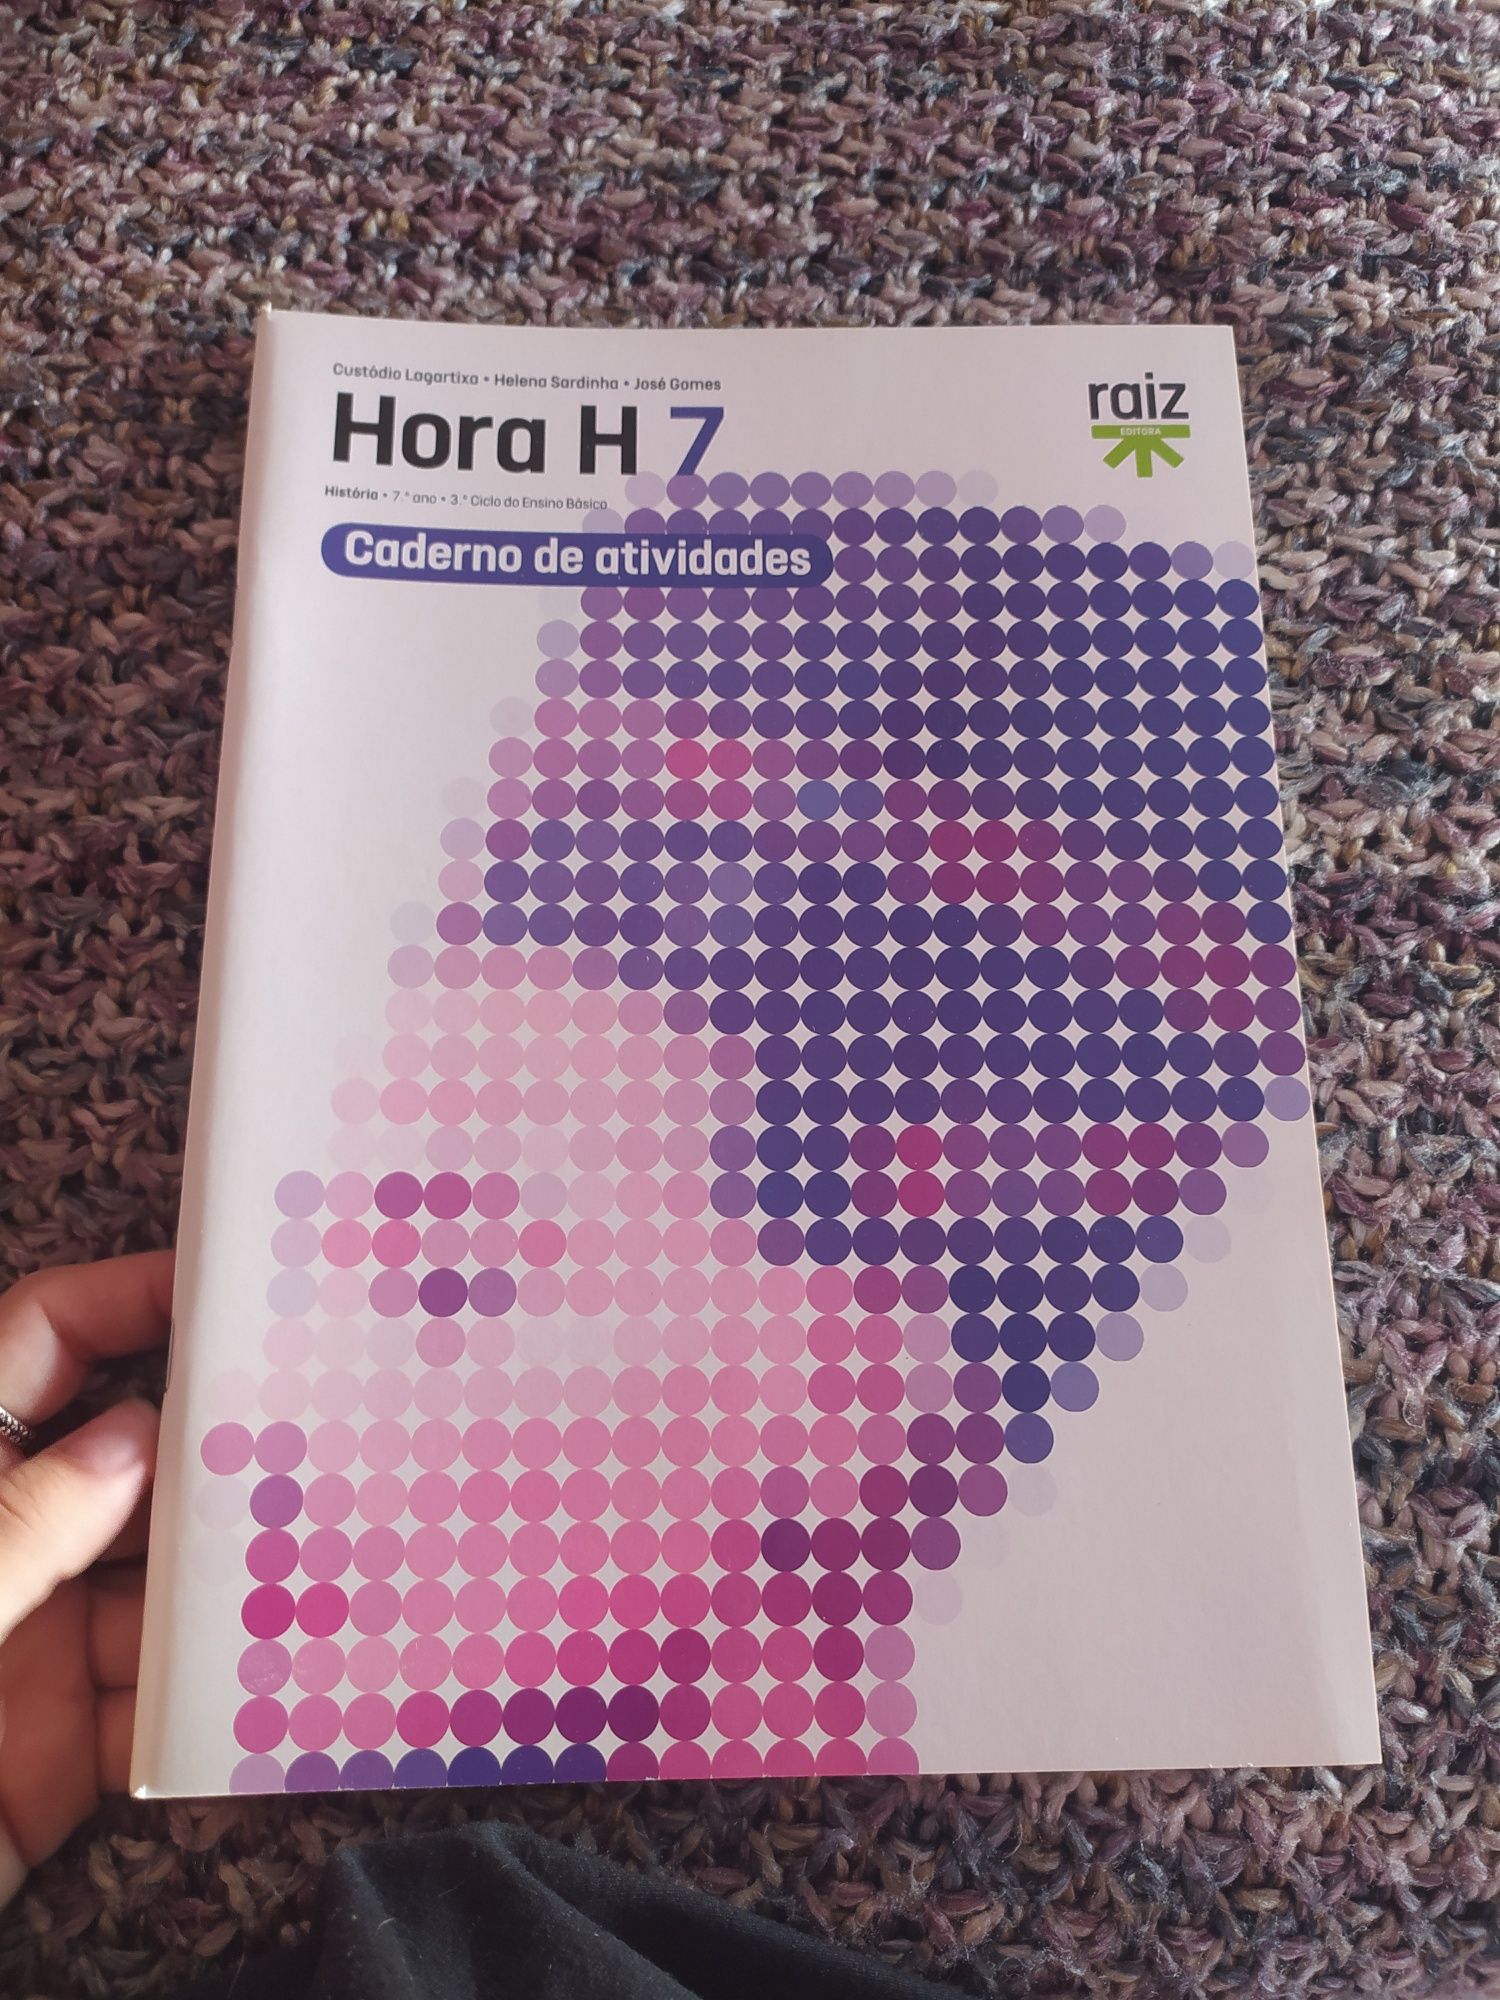 Custódio Lagartixa • Helena Sardinha • José Gomes
Hora H 7
História • 7.º ano • 3.º Ciclo do Ensino Básico
Caderno de atividades
raiz
EDITORA